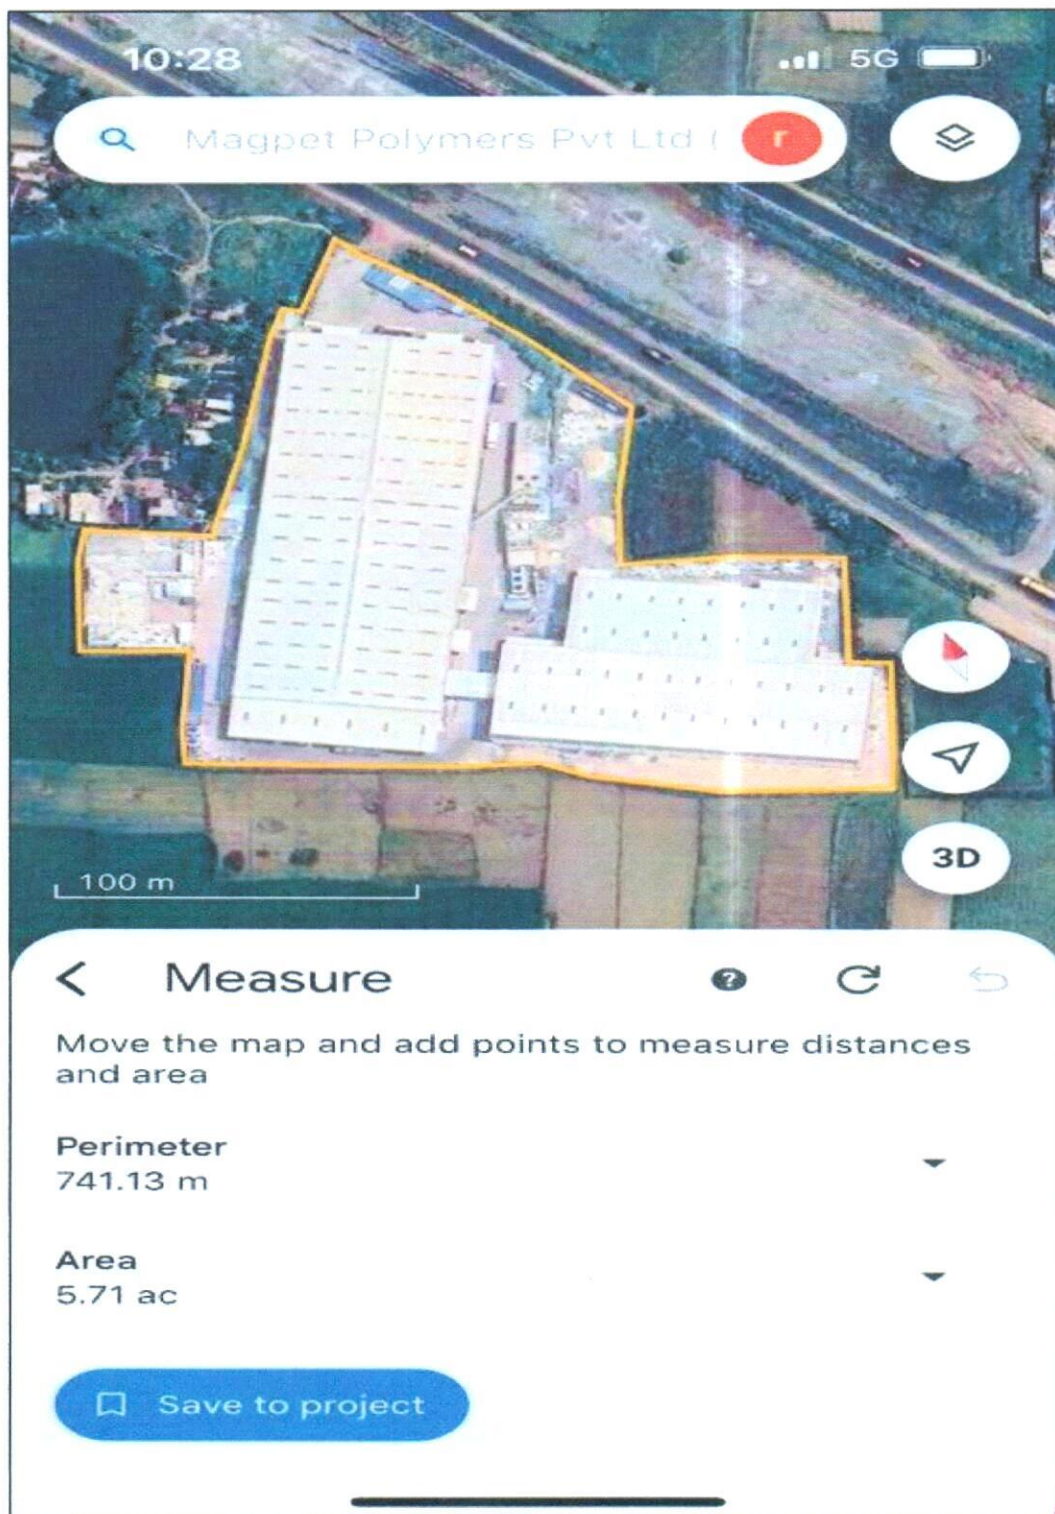 10:28
5G
Magpet Polymers Pvt Ltd (
r
3D
100 m
Measure
?
Move the map and add points to measure distances
and area
Perimeter
741.13 m
Area
5.71 ac
Save to project